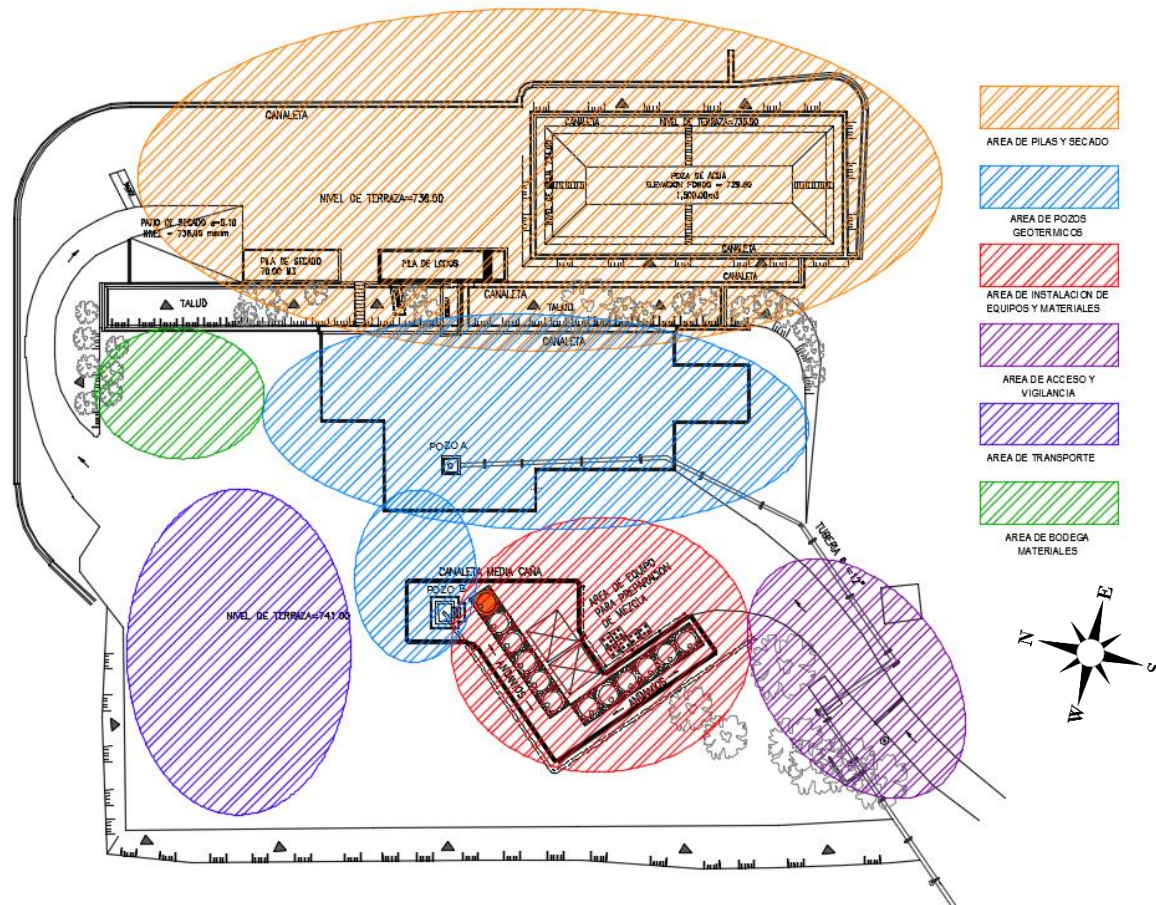 CANALETA
CANALETA
NIVEL DE TERRAZA=735.00
POZA DE AGUA
ELEVACION FONDO = 729.80
1,500.00m3
NIVEL DE TERRAZA=736.00
CANALETA
PILA DE SECADO
70.00 M3
PILA DE LODOS
CANALETA
CANALETA
TALUD
TALUD
CANALETA
POZO A
TUBERIA
CANALETA MEDIA CAÑA
POZO B
AREA DE EQUIPO
PARA PREPARACION
DE MEZCLA
NIVEL DE TERRAZA=741.00
ANDAMIOS
ANDAMIOS
AREA DE PILAS Y SECADO
AREA DE POZOS
GEOTERMICOS
AREA DE INSTALACION DE
EQUIPOS Y MATERIALES
AREA DE ACCESO Y
VIGILANCIA
AREA DE TRANSPORTE
AREA DE BODEGA
MATERIALES
E
N
S
W